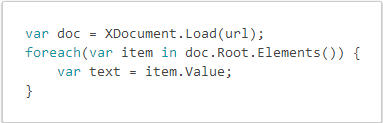 var doc = XDocument.Load(url);
foreach(var item in doc.Root.Elements()) {
    var text = item.Value;
}